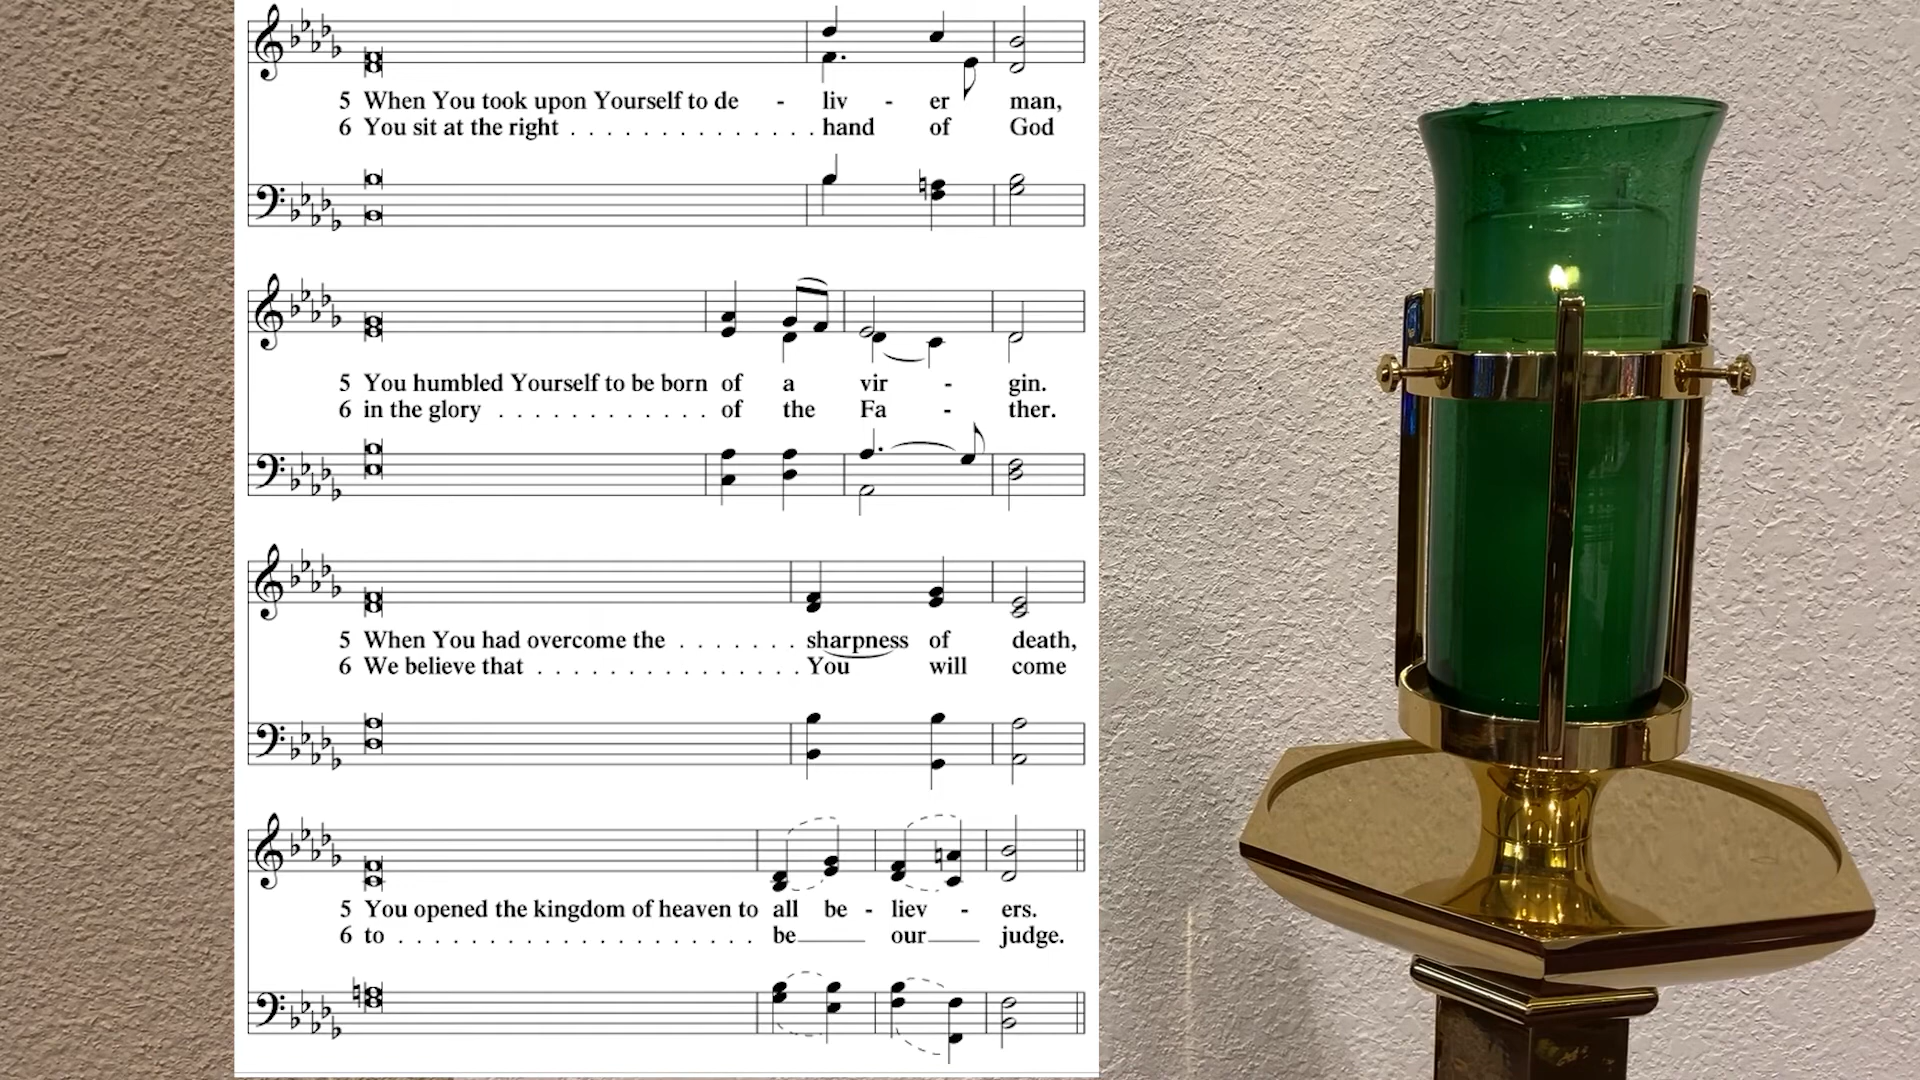 5 When You took upon Yourself to de - liv - er man,
6 You sit at the right . . . . . . . . . . . . . . hand of God
5 You humbled Yourself to be born of a vir - gin.
6 in the glory . . . . . . . . . . . . of the Fa - ther.
5 When You had overcome the . . . . . . . sharpness of death,
6 We believe that . . . . . . . . . . . . . . . You will come
5 You opened the kingdom of heaven to all be - liev - ers.
6 to . . . . . . . . . . . . . . . . . . . . be our judge.